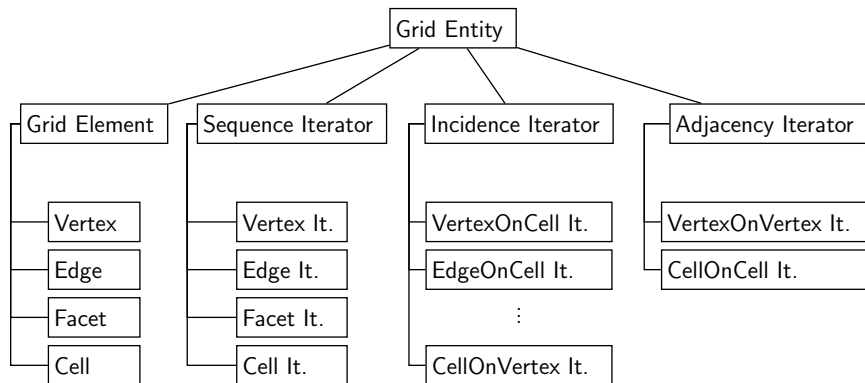 Grid Entity
Grid Element
Sequence Iterator
Incidence Iterator
Adjacency Iterator
Vertex
Vertex It.
VertexOnCell It.
VertexOnVertex It.
Edge
Edge It.
EdgeOnCell It.
CellOnCell It.
Facet
Facet It.
⋮
Cell
Cell It.
CellOnVertex It.